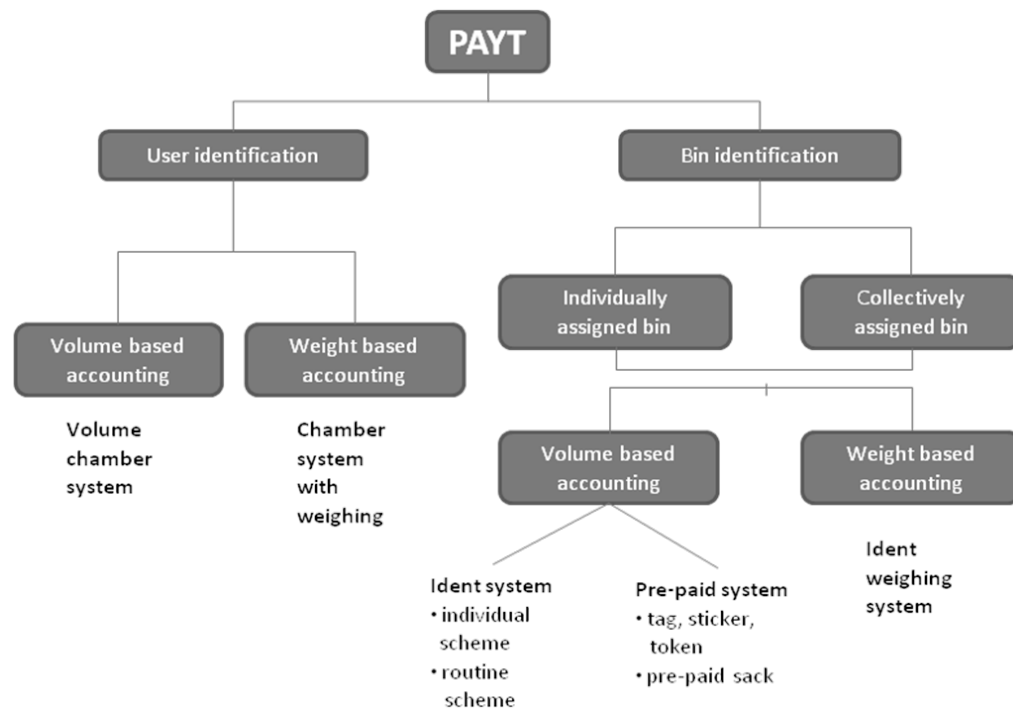 PAYT
User identification
Bin identification
Individually
assigned bin
Collectively
assigned bin
Volume based
accounting
Weight based
accounting
Volume
chamber
system
Chamber
system
with
weighing
Volume based
accounting
Weight based
accounting
Ident system
• individual
scheme
• routine
scheme
Pre-paid system
• tag, sticker,
token
• pre-paid sack
Ident
weighing
system